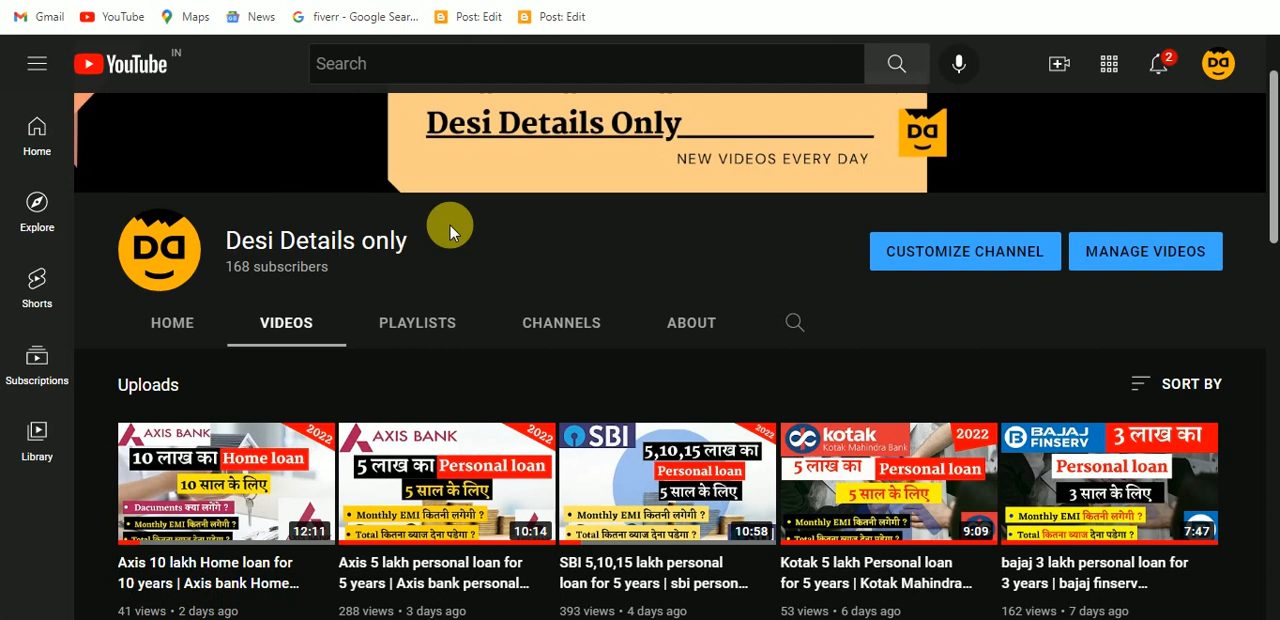 Gmail YouTube Maps News fiverr - Google Sear... Post: Edit Post: Edit
YouTube IN Search 2
Desi Details Only
NEW VIDEOS EVERY DAY
Home
Explore
Shorts
Subscriptions
Library
Desi Details only
168 subscribers
CUSTOMIZE CHANNEL MANAGE VIDEOS
HOME VIDEOS PLAYLISTS CHANNELS ABOUT
Uploads SORT BY
AXIS BANK 2022
10 लाख का Home loan
10 साल के लिए
• Dacuments क्या लगेंगे ?
• Monthly EMI कितनी लगेगी ?
• Total कितना ब्याज देना पडेगा ?
12:11
Axis 10 lakh Home loan for
10 years | Axis bank Home...
41 views • 2 days ago
AXIS BANK 2022
5 लाख का Personal loan
5 साल के लिए
• Monthly EMI कितनी लगेगी ?
• Total कितना ब्याज देना पडेगा ?
10:14
Axis 5 lakh personal loan for
5 years | Axis bank personal...
288 views • 3 days ago
SBI 2022
5,10,15 लाख का
Personal loan
5 साल के लिए
• Monthly EMI कितनी लगेगी ?
• Total कितना ब्याज देना पडेगा ?
10:58
SBI 5,10,15 lakh personal
loan for 5 years | sbi person...
393 views • 4 days ago
kotak 2022
Kotak Mahindra Bank
5 लाख का Personal loan
5 साल के लिए
• Monthly EMI कितनी लगेगी ?
• Total कितना ब्याज देना पडेगा ?
9:09
Kotak 5 lakh Personal loan
for 5 years | Kotak Mahindra...
53 views • 6 days ago
BAJAJ FINSERV 3 लाख का
Personal loan
3 साल के लिए
• Monthly EMI कितनी लगेगी ?
• Total कितना ब्याज देना पडेगा ?
7:47
bajaj 3 lakh personal loan for
3 years | bajaj finserv...
162 views • 7 days ago